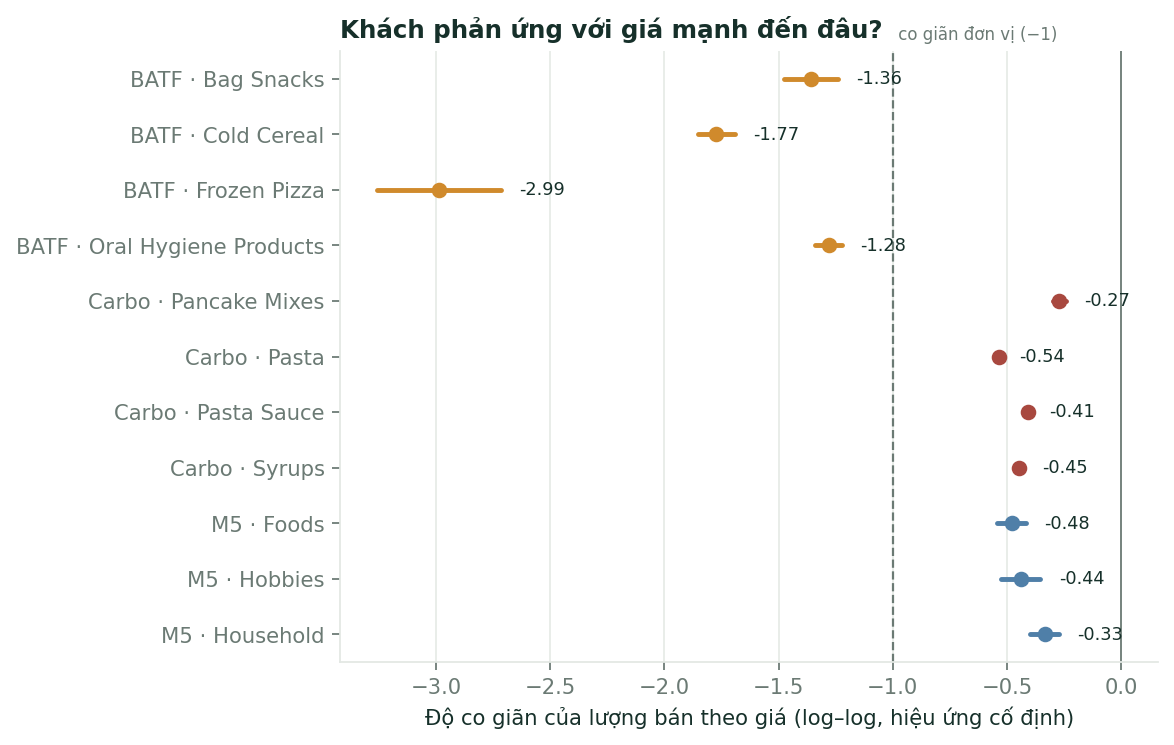 Khách phản ứng với giá mạnh đến đâu?
co giãn đơn vị (−1)
BATF · Bag Snacks
-1.36
BATF · Cold Cereal
-1.77
BATF · Frozen Pizza
-2.99
BATF · Oral Hygiene Products
-1.28
Carbo · Pancake Mixes
-0.27
Carbo · Pasta
-0.54
Carbo · Pasta Sauce
-0.41
Carbo · Syrups
-0.45
M5 · Foods
-0.48
M5 · Hobbies
-0.44
M5 · Household
-0.33
−3.0 −2.5 −2.0 −1.5 −1.0 −0.5 0.0
Độ co giãn của lượng bán theo giá (log–log, hiệu ứng cố định)